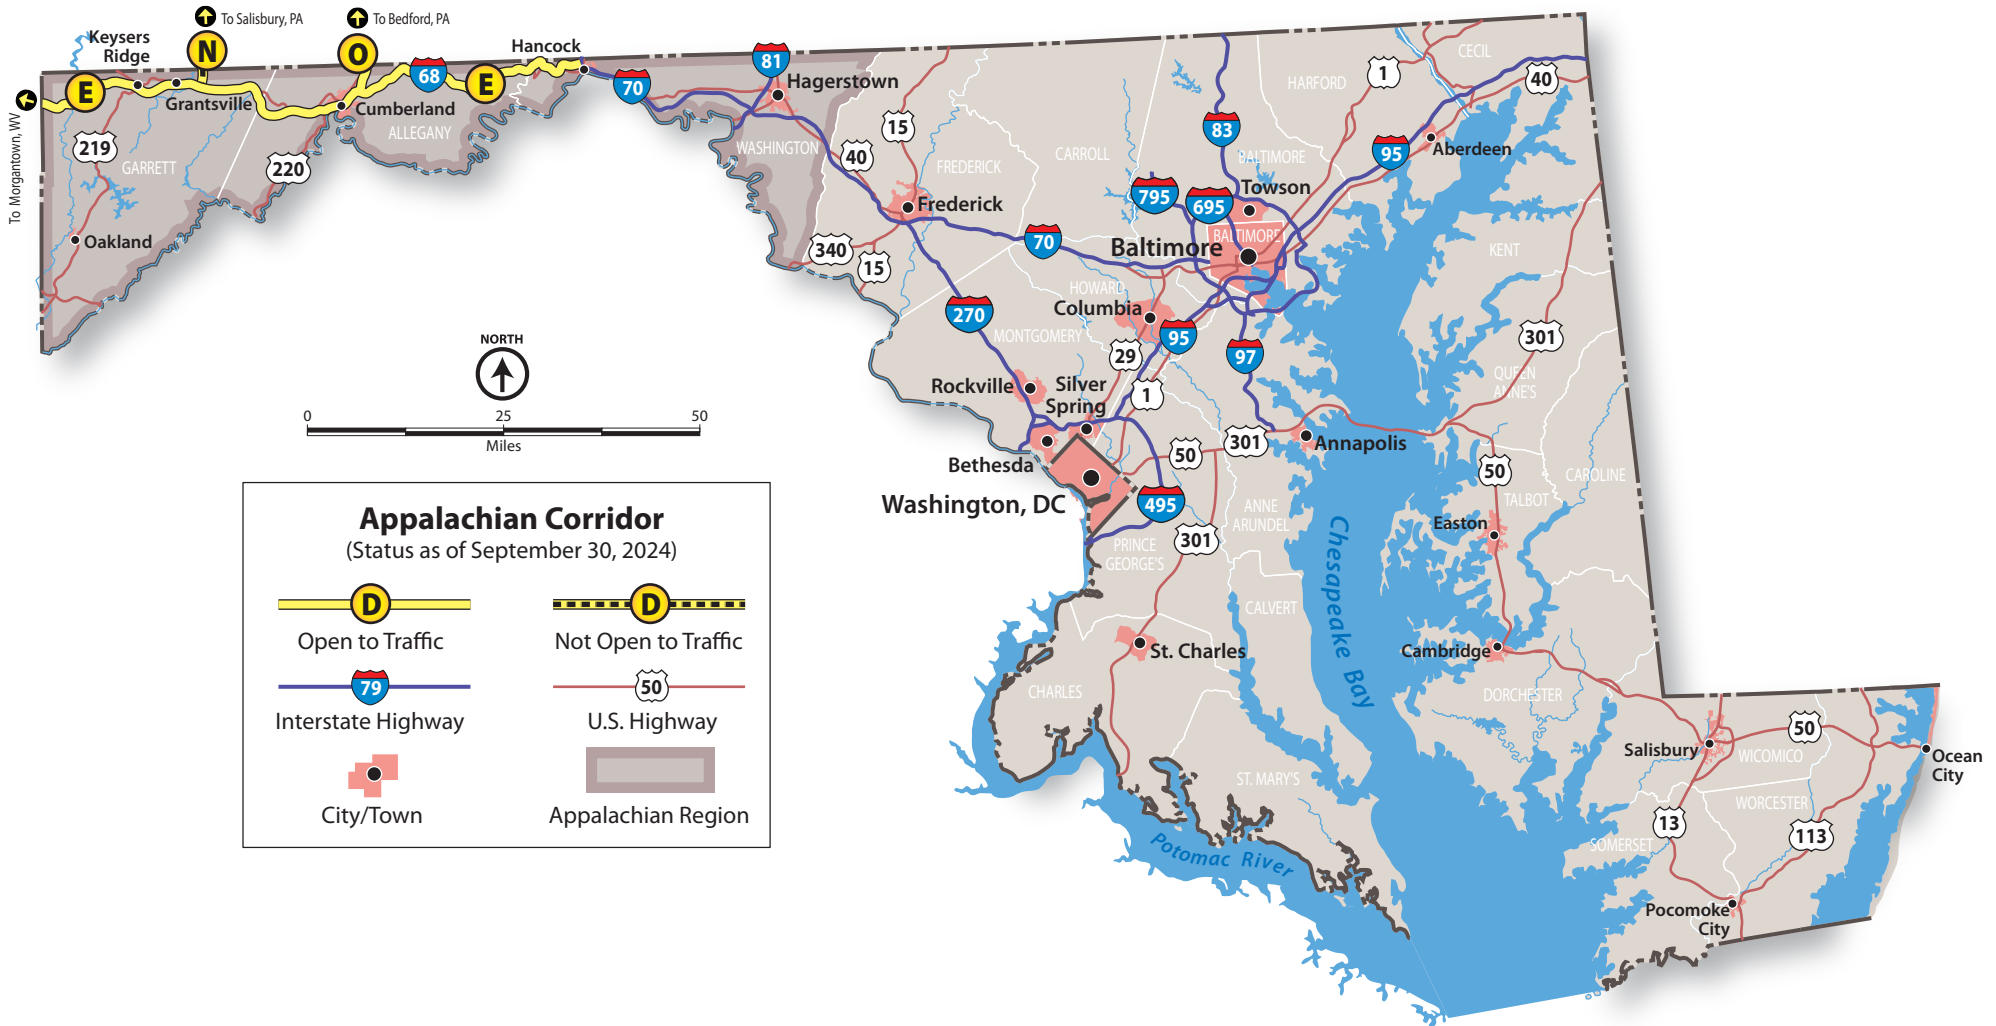 To Salisbury, PA
To Bedford, PA
Keysers
Ridge
N
O
Hancock
81
E
68
E
70
Hagerstown
Grantsville
Cumberland
ALLEGANY
To Morgantown, WV
219
GARRETT
220
Oakland
WASHINGTON
15
40
FREDERICK
CARROLL
Frederick
340
15
70
83
HARFORD
1
CECIL
40
95
Aberdeen
BALTIMORE
Towson
795
695
BALTIMORE
Baltimore
KENT
HOWARD
Columbia
270
MONTGOMERY
95
29
97
301
QUEEN
ANNE'S
Rockville
Silver
Spring
1
Bethesda
50
301
Annapolis
50
CAROLINE
TALBOT
Washington, DC
495
ANNE
ARUNDEL
Easton
PRINCE
GEORGE'S
301
CALVERT
Chesapeake Bay
St. Charles
Cambridge
CHARLES
DORCHESTER
ST. MARY'S
Salisbury
50
WICOMICO
Ocean
City
WORCESTER
13
113
SOMERSET
Potomac River
Pocomoke
City
NORTH
0 25 50
Miles
Appalachian Corridor
(Status as of September 30, 2024)
D D
Open to Traffic Not Open to Traffic
79 50
Interstate Highway U.S. Highway
City/Town Appalachian Region